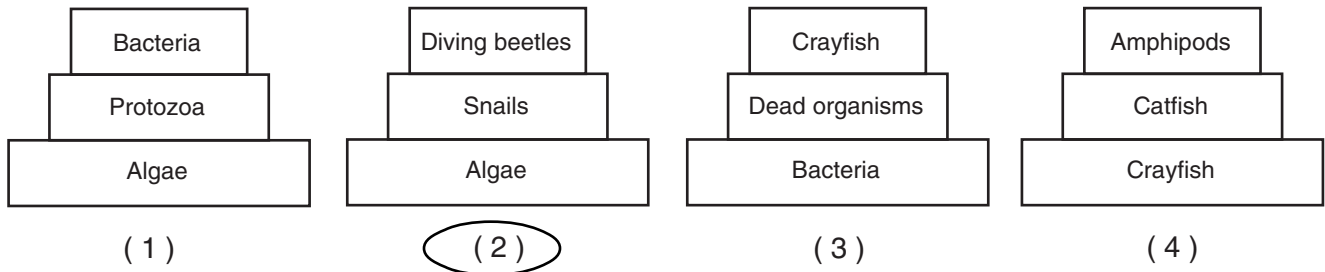 Bacteria
Protozoa
Algae
( 1 )
Diving beetles
Snails
Algae
( 2 )
Crayfish
Dead organisms
Bacteria
( 3 )
Amphipods
Catfish
Crayfish
( 4 )